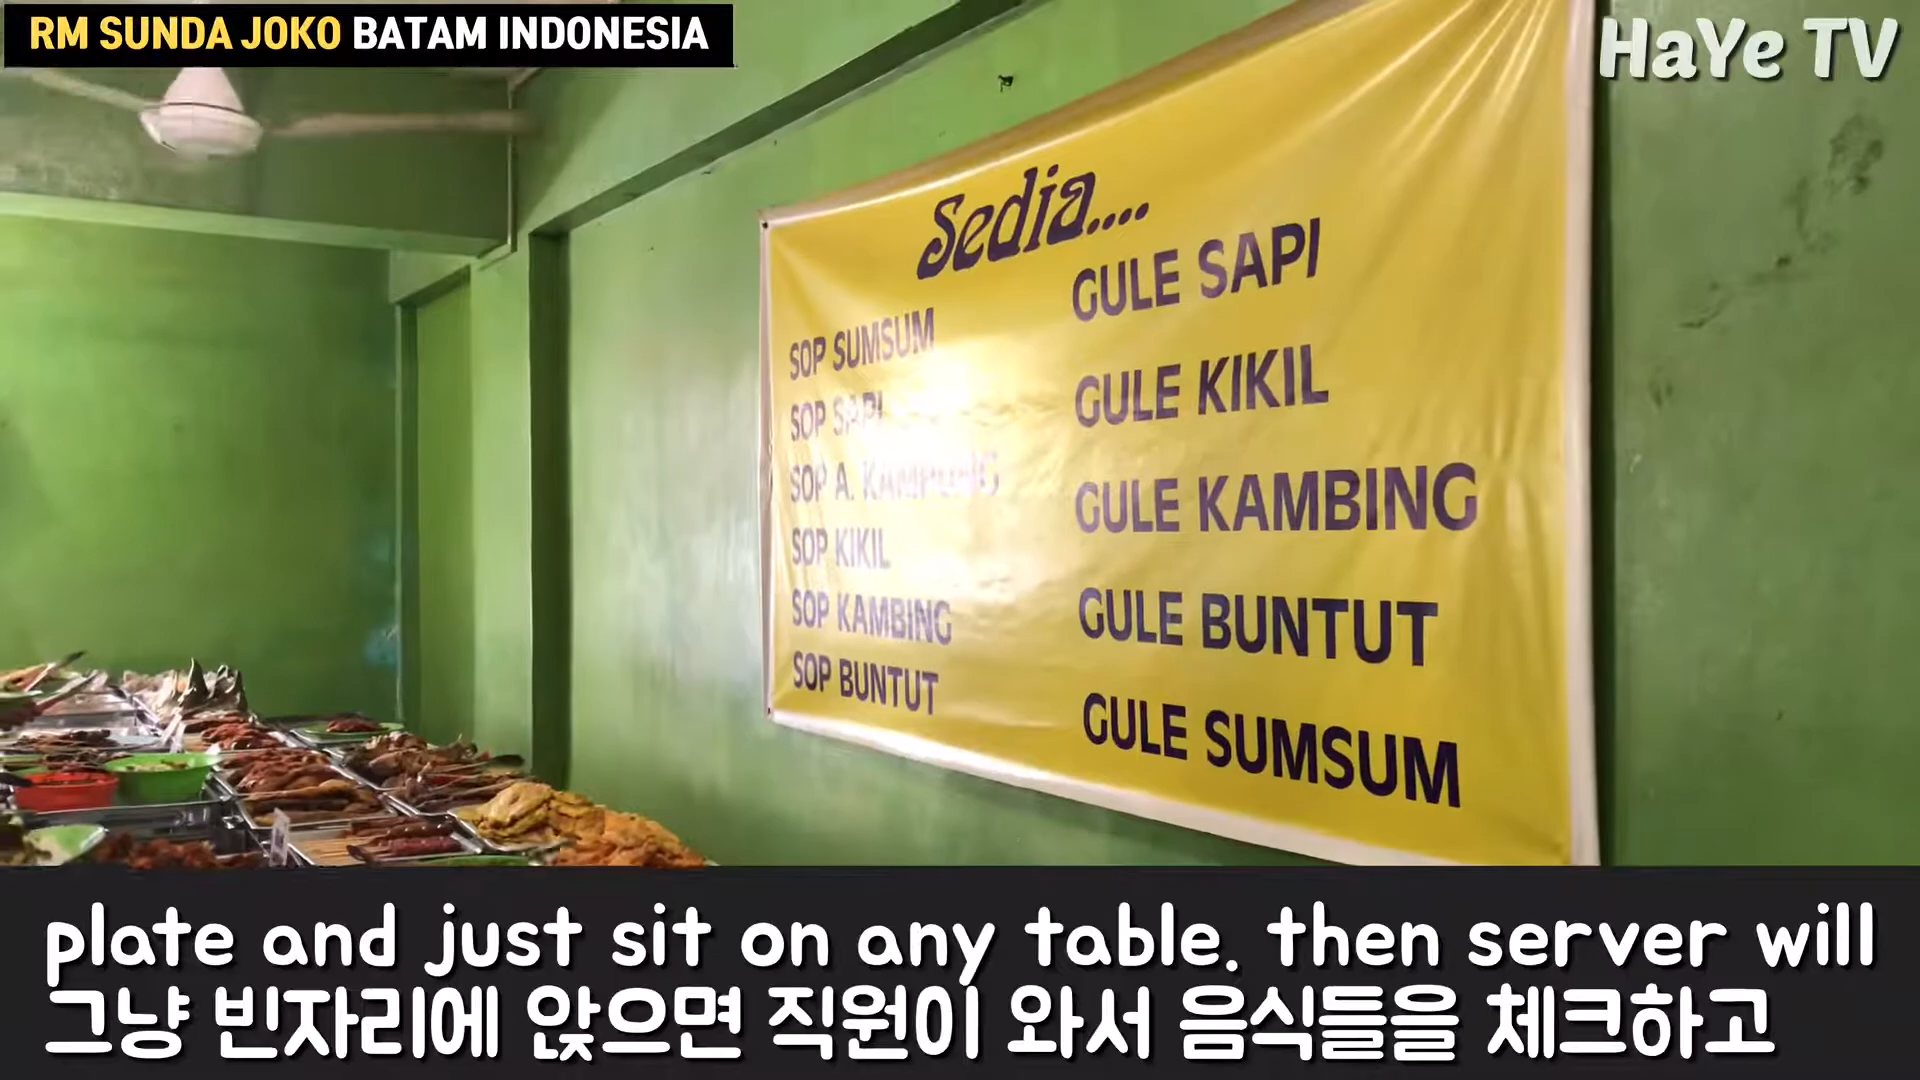 RM SUNDA JOKO BATAM INDONESIA
HaYe TV
Sedia....
SOP SUMSUM
SOP SAPI
SOP A. KAMPUNG
SOP KIKIL
SOP KAMBING
SOP BUNTUT
GULE SAPI
GULE KIKIL
GULE KAMBING
GULE BUNTUT
GULE SUMSUM
plate and just sit on any table. then server will
그냥 빈자리에 앉으면 직원이 와서 음식들을 체크하고